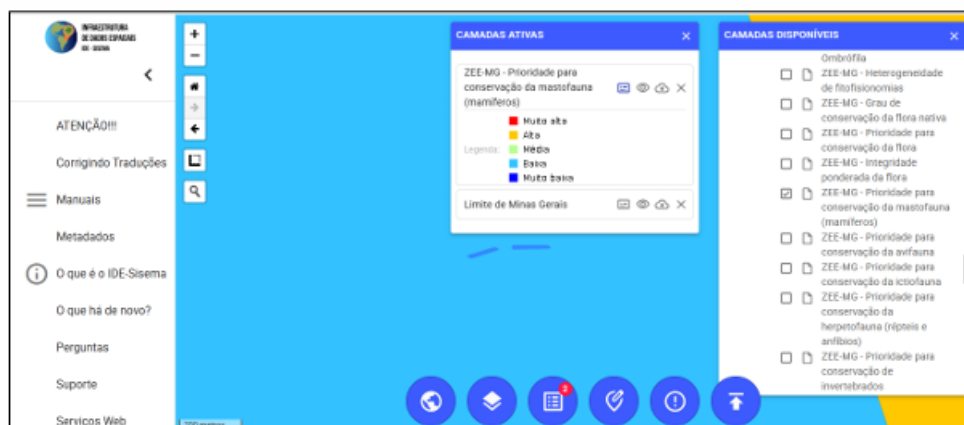 INFRAESTRUTURA
DE DADOS ESPACIAIS
IDE - SISEMA
ATENÇÃO!!!
Corrigindo Traduções
Manuais
Metadados
O que é o IDE-Sisema
O que há de novo?
Perguntas
Suporte
Serviços Web
CAMADAS ATIVAS
ZEE-MG - Prioridade para
conservação da mastofauna
(mamíferos)
Legenda:
Muito alta
Alta
Média
Baixa
Muito baixa
Limite de Minas Gerais
2
CAMADAS DISPONÍVEIS
Ombrófila
ZEE-MG - Heterogeneidade
de fitofisionomias
ZEE-MG - Grau de
conservação da flora nativa
ZEE-MG - Prioridade para
conservação da flora
ZEE-MG - Integridade
ponderada da flora
ZEE-MG - Prioridade para
conservação da mastofauna
(mamíferos)
ZEE-MG - Prioridade para
conservação da avifauna
ZEE-MG - Prioridade para
conservação da ictiofauna
ZEE-MG - Prioridade para
conservação da
herpetofauna (répteis e
anfíbios)
ZEE-MG - Prioridade para
conservação de
invertebrados